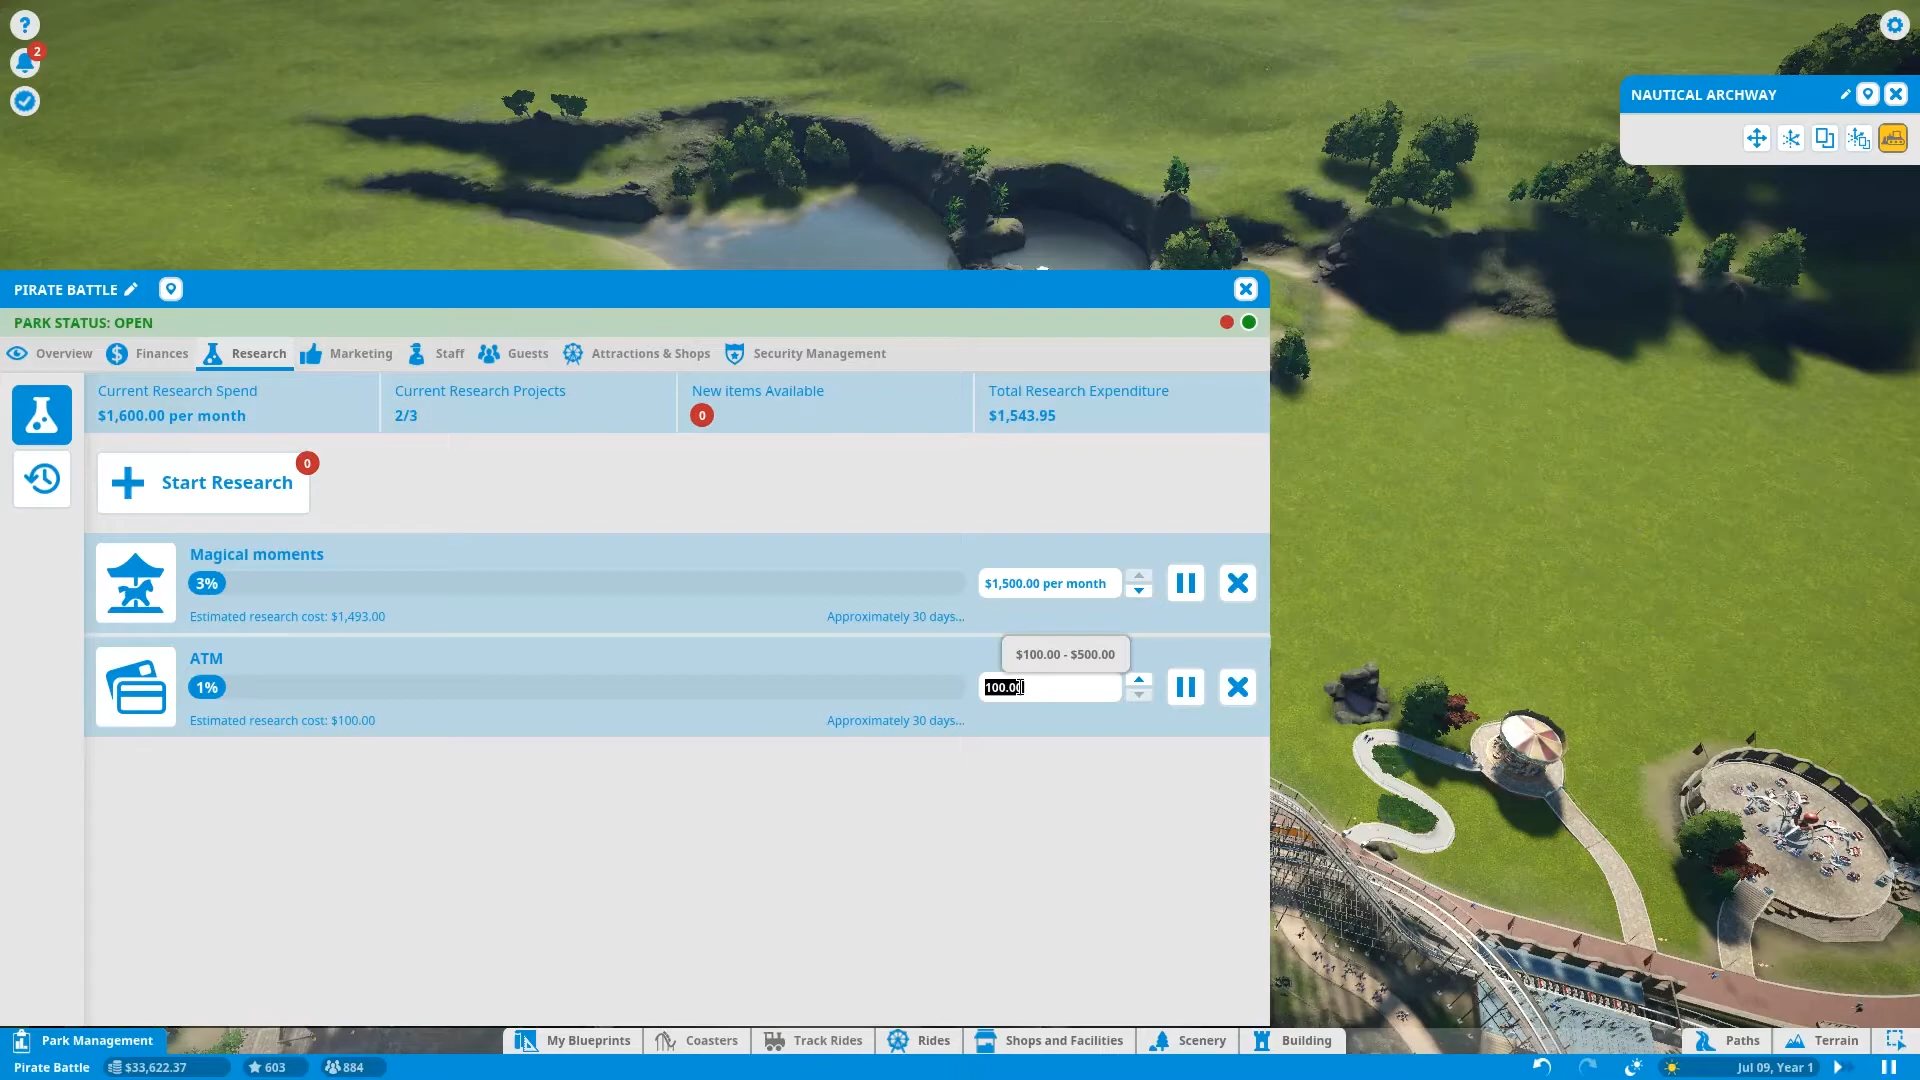 ?
2
NAUTICAL ARCHWAY
PIRATE BATTLE
PARK STATUS: OPEN
Overview
Finances
Research
Marketing
Staff
Guests
Attractions & Shops
Security Management
Current Research Spend
$1,600.00 per month
Current Research Projects
2/3
New items Available
0
Total Research Expenditure
$1,543.95
Start Research
0
Magical moments
3%
$1,500.00 per month
Estimated research cost: $1,493.00
Approximately 30 days...
$100.00 - $500.00
ATM
1%
100.00
Estimated research cost: $100.00
Approximately 30 days...
Park Management
My Blueprints
Coasters
Track Rides
Rides
Shops and Facilities
Scenery
Building
Paths
Terrain
Pirate Battle
$33,622.37
603
884
Jul 09, Year 1